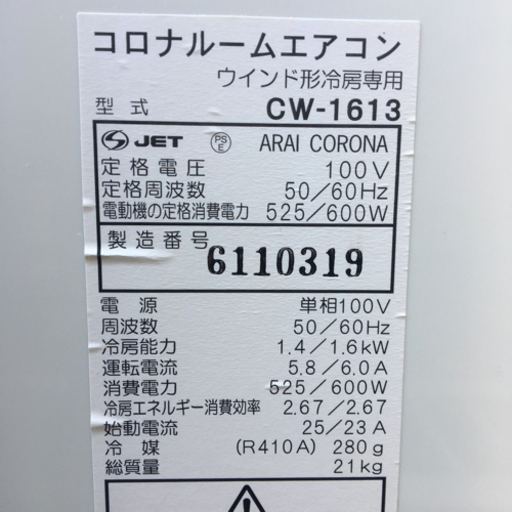 コロナルームエアコン
ウインド形冷房専用
型式 CW-1613
JET PSE ARAI CORONA
定格電圧 100V
定格周波数 50/60Hz
電動機の定格消費電力 525/600W
製造番号 6110319
電源 単相100V
周波数 50/60Hz
冷房能力 1.4/1.6kW
運転電流 5.8/6.0A
消費電力 525/600W
冷房エネルギー消費効率 2.67/2.67
始動電流 25/23A
冷媒 (R410A) 280g
総質量 21kg